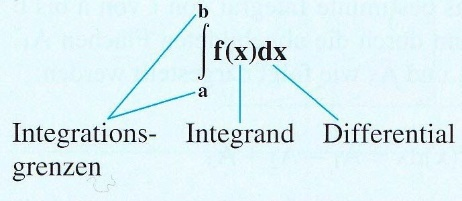 b
∫ f(x)dx
a
Integrations- Integrand Differential
grenzen